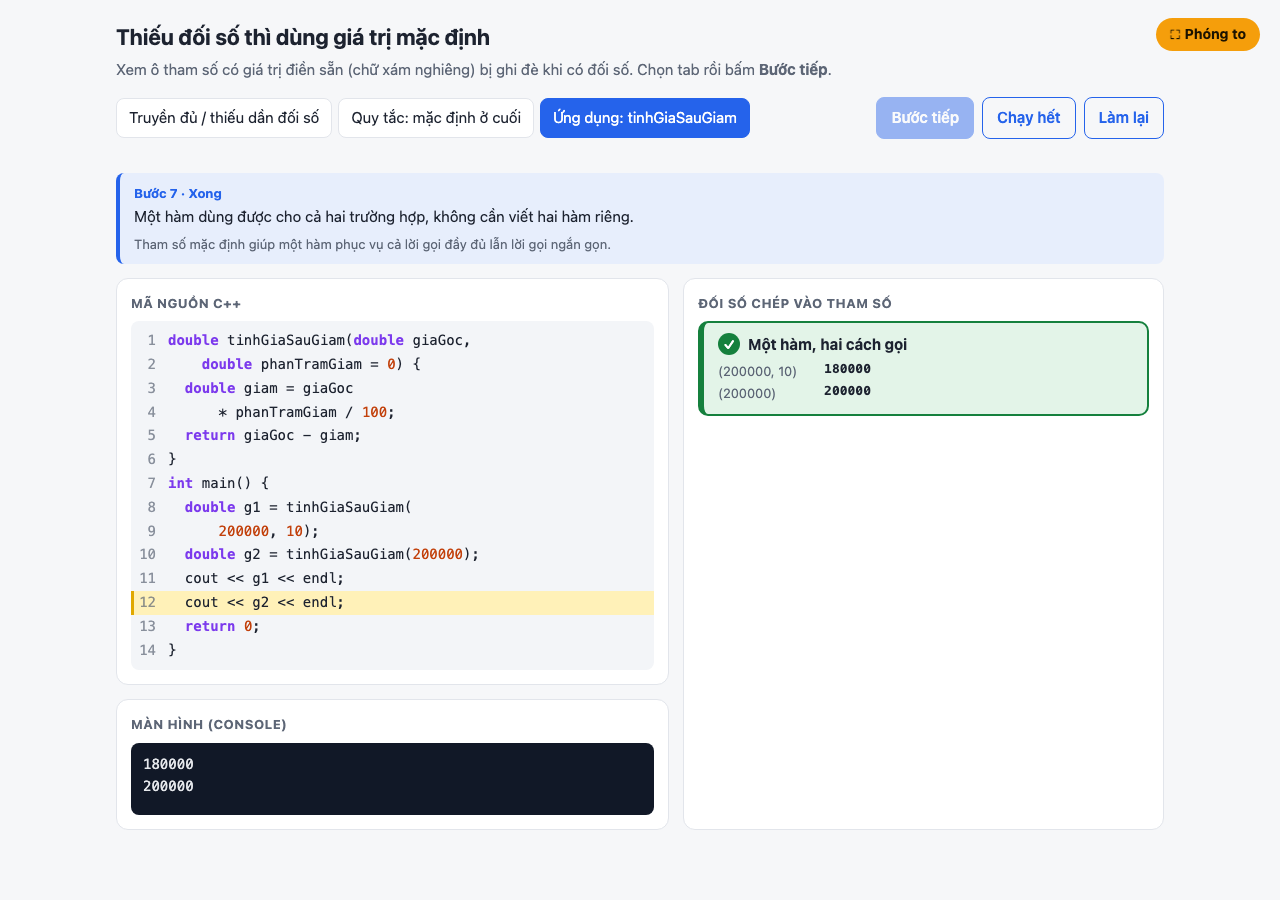 Thiếu đối số thì dùng giá trị mặc định
Phóng to
Xem ô tham số có giá trị điền sẵn (chữ xám nghiêng) bị ghi đè khi có đối số. Chọn tab rồi bấm Bước tiếp.
Truyền đủ / thiếu dần đối số
Quy tắc: mặc định ở cuối
Ứng dụng: tinhGiaSauGiam
Bước tiếp
Chạy hết
Làm lại
Bước 7 · Xong
Một hàm dùng được cho cả hai trường hợp, không cần viết hai hàm riêng.
Tham số mặc định giúp một hàm phục vụ cả lời gọi đầy đủ lẫn lời gọi ngắn gọn.
MÃ NGUỒN C++
1 double tinhGiaSauGiam(double giaGoc,
2     double phanTramGiam = 0) {
3   double giam = giaGoc
4       * phanTramGiam / 100;
5   return giaGoc - giam;
6 }
7 int main() {
8   double g1 = tinhGiaSauGiam(
9       200000, 10);
10   double g2 = tinhGiaSauGiam(200000);
11   cout << g1 << endl;
12   cout << g2 << endl;
13   return 0;
14 }
MÀN HÌNH (CONSOLE)
180000
200000
ĐỐI SỐ CHÉP VÀO THAM SỐ
Một hàm, hai cách gọi
(200000, 10) 180000
(200000) 200000